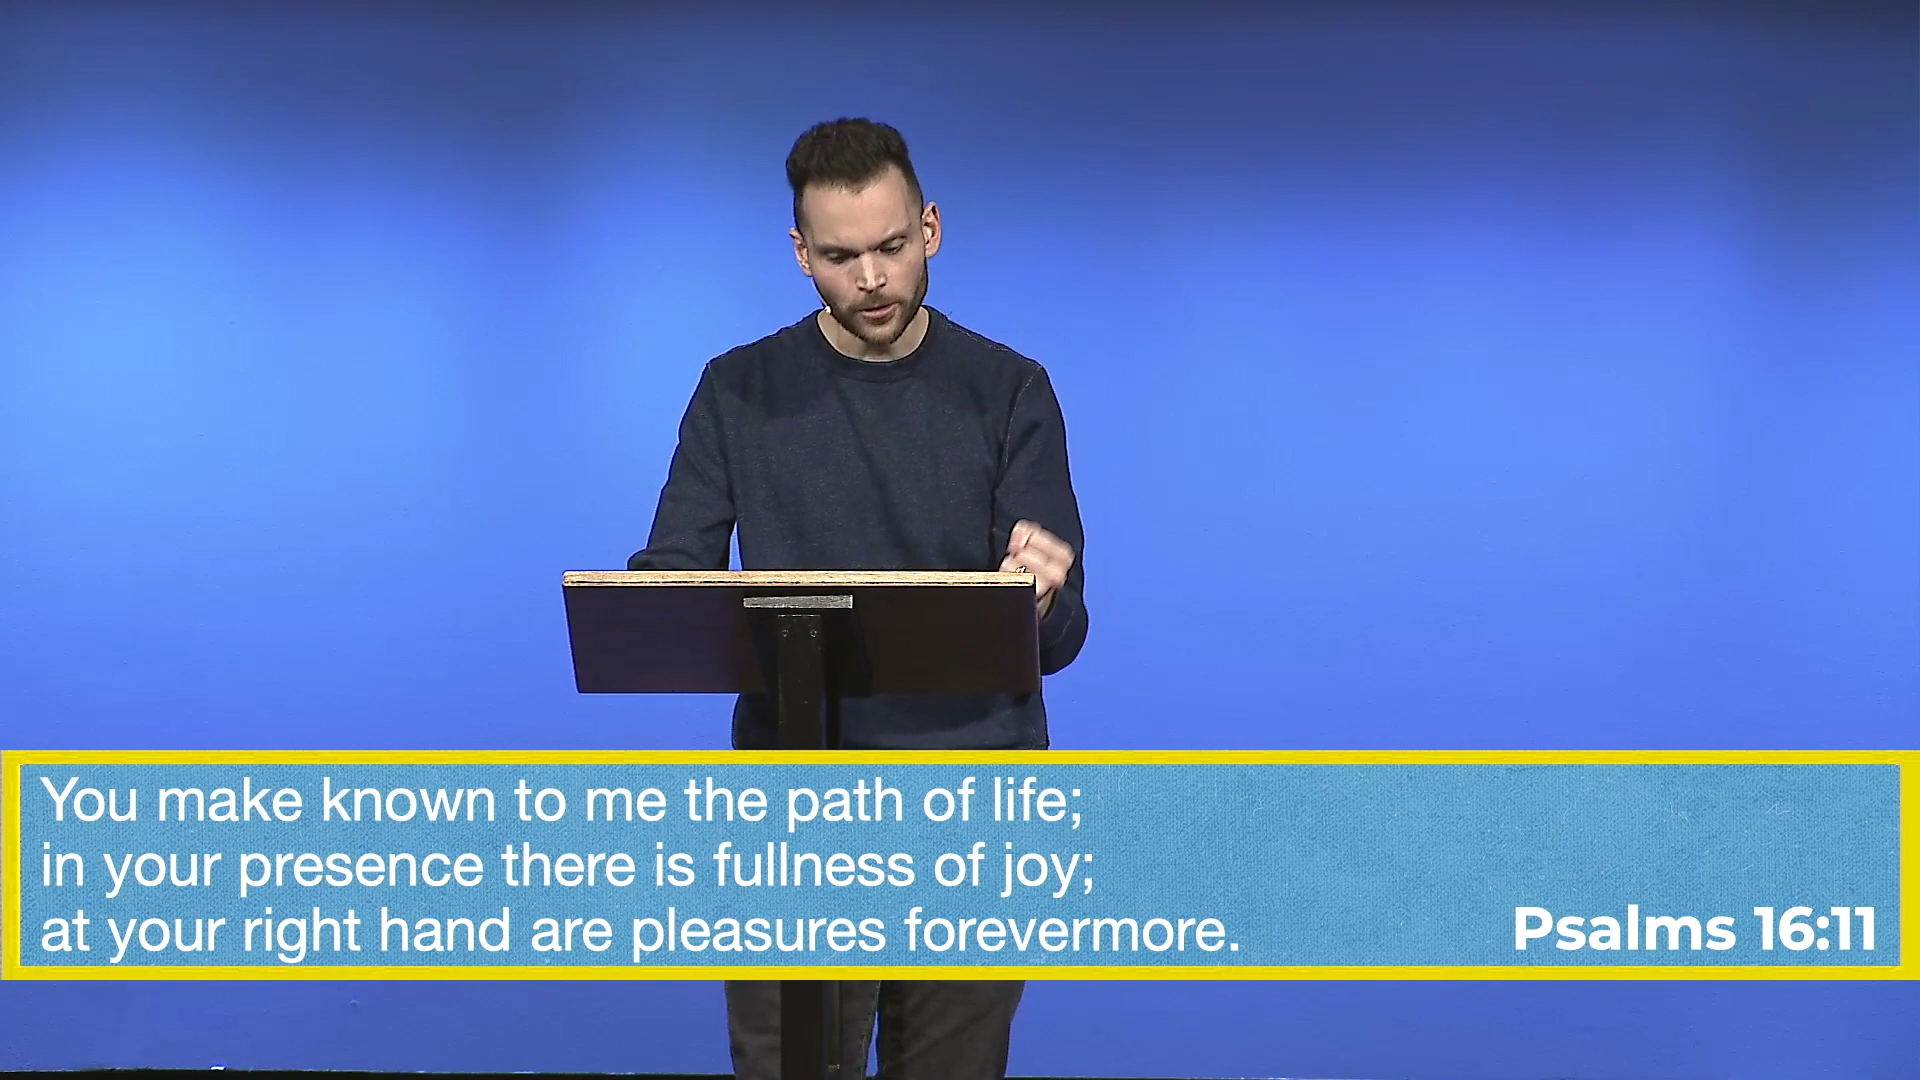 You make known to me the path of life;
in your presence there is fullness of joy;
at your right hand are pleasures forevermore.
Psalms 16:11